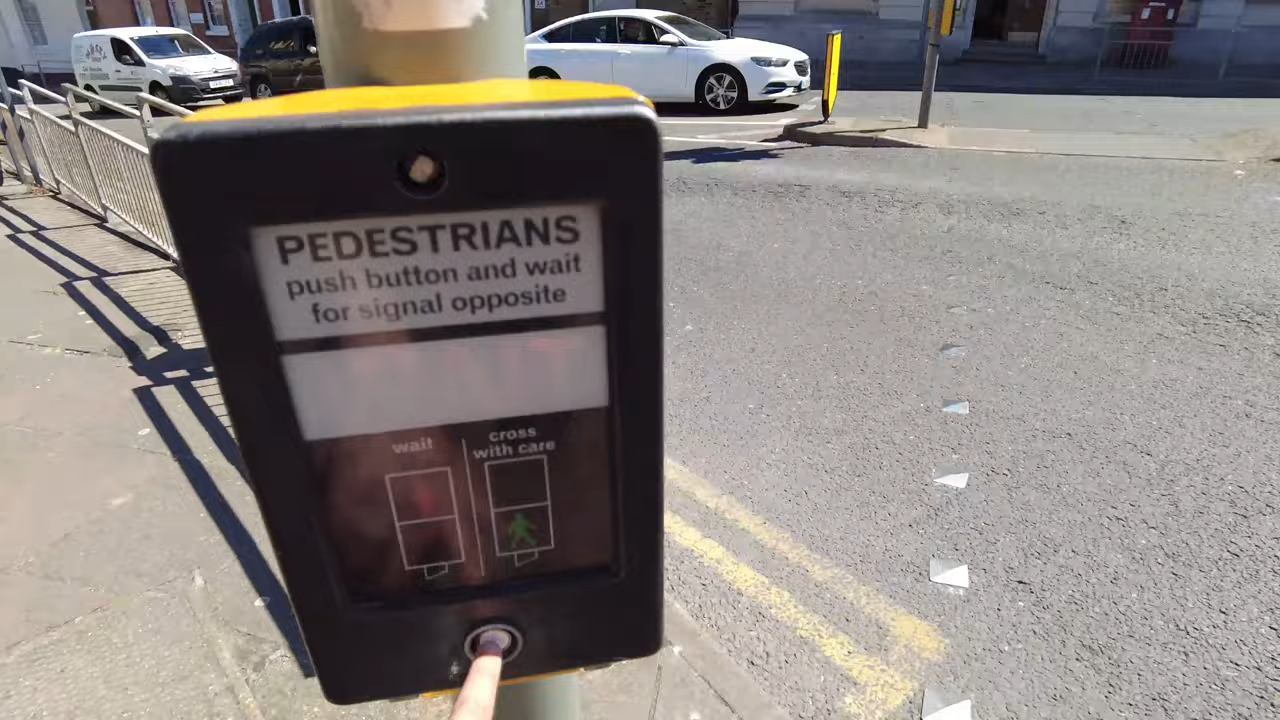 PEDESTRIANS
push button and wait
for signal opposite
wait
cross
with care